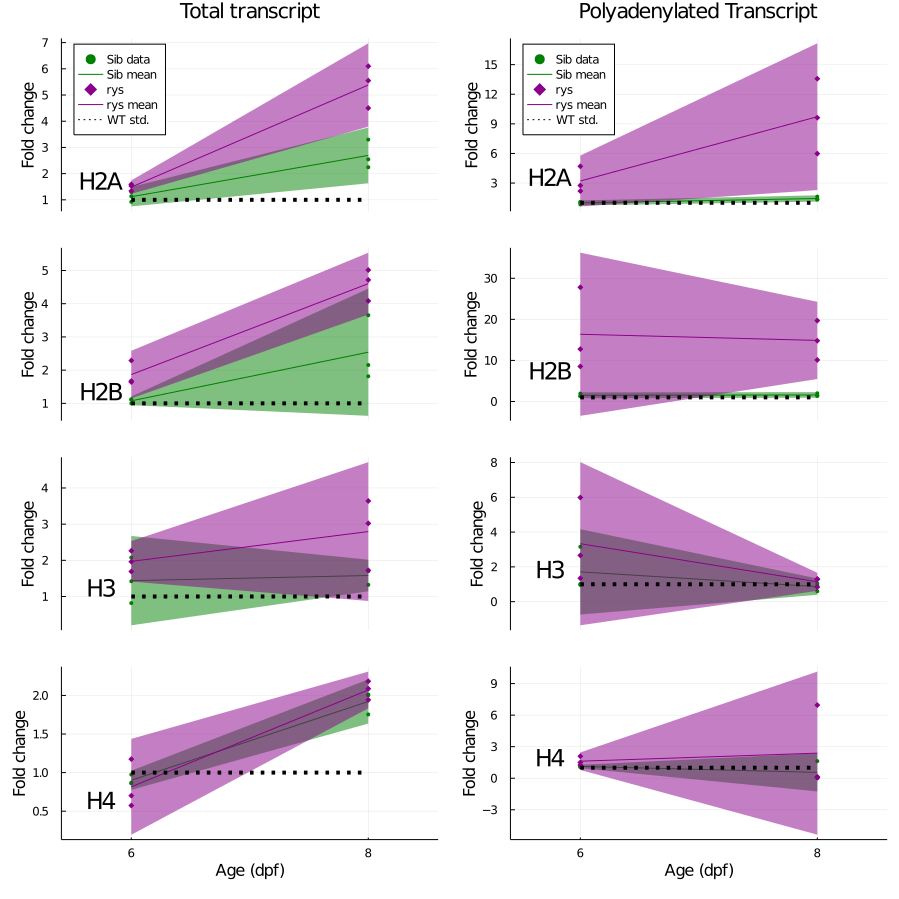 Total transcript
Polyadenylated Transcript
Fold change
7
6
5
4
3
2
1
Sib data
Sib mean
rys
rys mean
WT std.
H2A
Fold change
15
12
9
6
3
Sib data
Sib mean
rys
rys mean
WT std.
H2A
Fold change
5
4
3
2
1
H2B
Fold change
30
20
10
0
H2B
Fold change
4
3
2
1
H3
Fold change
8
6
4
2
0
H3
Fold change
2.0
1.5
1.0
0.5
H4
6
8
Age (dpf)
Fold change
9
6
3
0
−3
H4
6
8
Age (dpf)